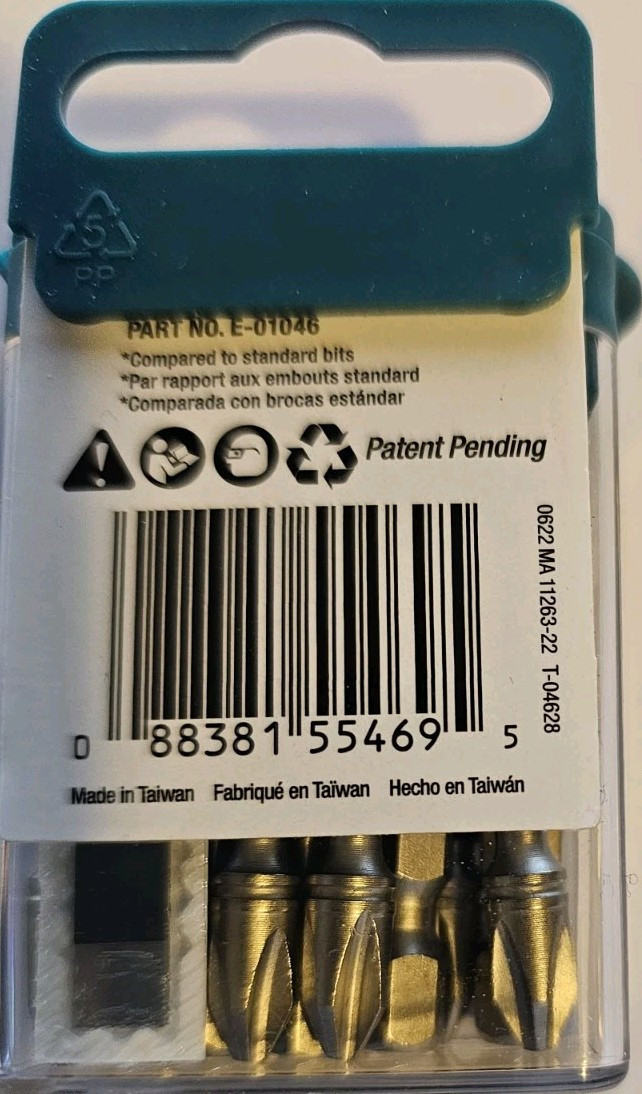 5
PP
PART NO. E-01046
*Compared to standard bits
*Par rapport aux embouts standard
*Comparada con brocas estándar
Patent Pending
0622 MA 11263-22 T-04628
0 88381 55469 5
Made in Taiwan Fabriqué en Taïwan Hecho en Taiwán